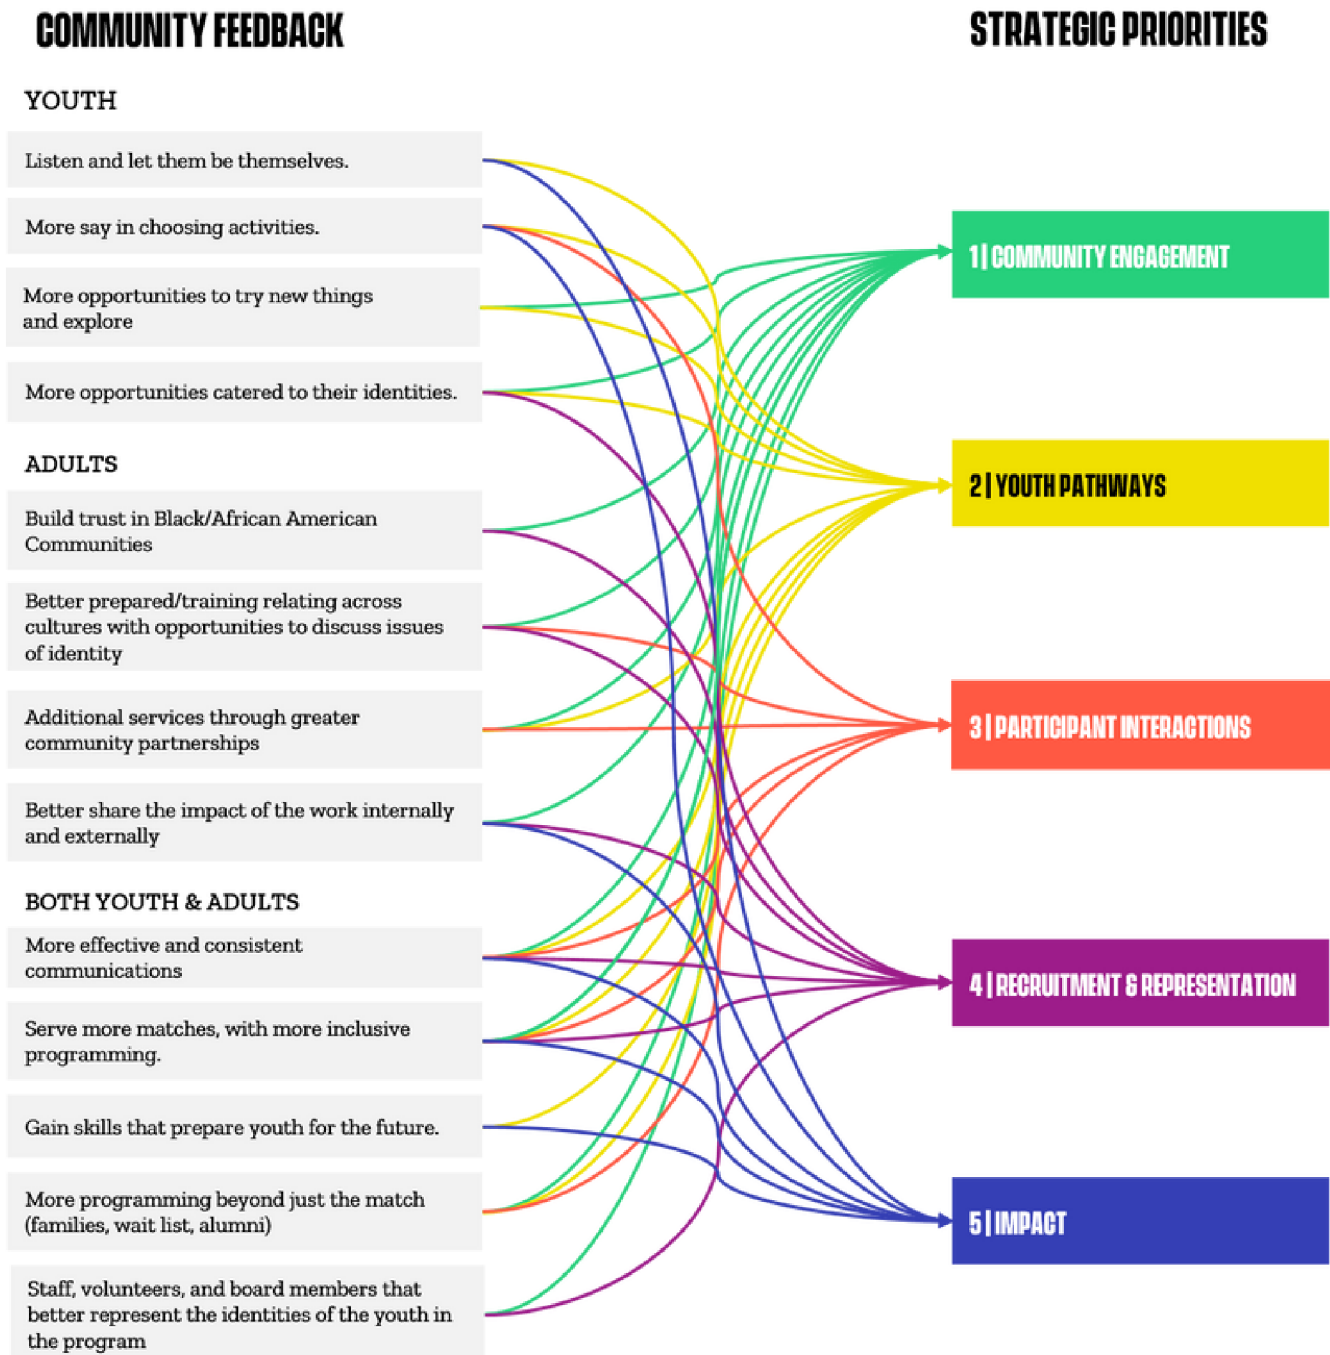 COMMUNITY FEEDBACK
YOUTH
Listen and let them be themselves.
More say in choosing activities.
More opportunities to try new things
and explore
More opportunities catered to their identities.
ADULTS
Build trust in Black/African American
Communities
Better prepared/training relating across
cultures with opportunities to discuss issues
of identity
Additional services through greater
community partnerships
Better share the impact of the work internally
and externally
BOTH YOUTH & ADULTS
More effective and consistent
communications
Serve more matches, with more inclusive
programming.
Gain skills that prepare youth for the future.
More programming beyond just the match
(families, wait list, alumni)
Staff, volunteers, and board members that
better represent the identities of the youth in
the program
STRATEGIC PRIORITIES
1 | COMMUNITY ENGAGEMENT
2 | YOUTH PATHWAYS
3 | PARTICIPANT INTERACTIONS
4 | RECRUITMENT & REPRESENTATION
5 | IMPACT